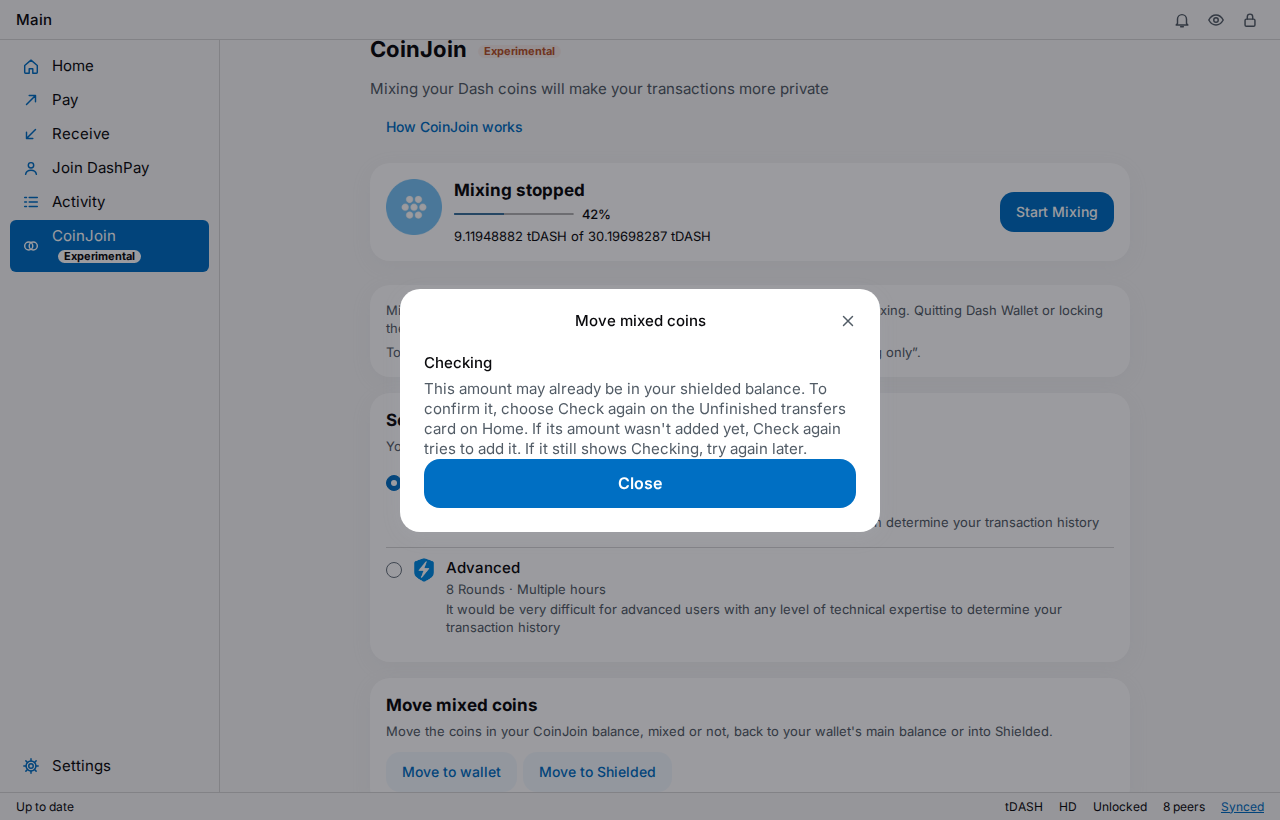 Main
Home
Pay
Receive
Join DashPay
Activity
CoinJoin
Experimental
Settings
CoinJoin Experimental
Mixing your Dash coins will make your transactions more private
How CoinJoin works
Mixing stopped
42%
9.11948882 tDASH of 30.19698287 tDASH
Start Mixing
xing. Quitting Dash Wallet or locking
only”.
Move mixed coins
Checking
This amount may already be in your shielded balance. To
confirm it, choose Check again on the Unfinished transfers
card on Home. If its amount wasn't added yet, Check again
tries to add it. If it still shows Checking, try again later.
Close
determine your transaction history
Advanced
8 Rounds · Multiple hours
It would be very difficult for advanced users with any level of technical expertise to determine your
transaction history
Move mixed coins
Move the coins in your CoinJoin balance, mixed or not, back to your wallet's main balance or into Shielded.
Move to wallet
Move to Shielded
Up to date
tDASH HD Unlocked 8 peers Synced